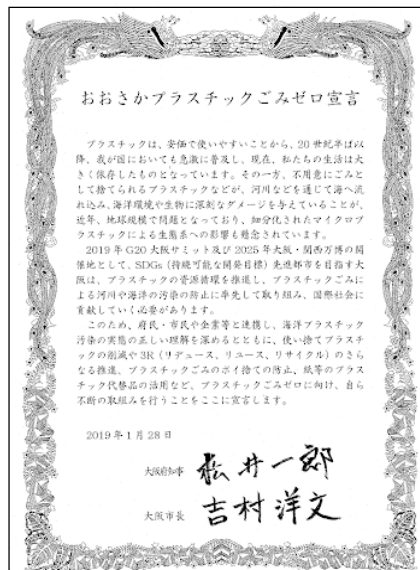 おおさかプラスチックごみゼロ宣言
プラスチックは、安価で使いやすいことから、20世紀半ば以
降、我が国においても急激に普及し、現在、私たちの生活は大
きく依存したものとなっています。その一方、不用意にごみと
して捨てられるプラスチックなどが、河川などを通じて海へ流
れ込み、海洋環境や生物に深刻なダメージを与えていることが、
近年、地球規模で問題となっており、細分化されたマイクロプ
ラスチックによる生態系への影響も懸念されています。
2019年G20大阪サミット及び2025年大阪・関西万博の開
催地として、SDGs（持続可能な開発目標）先進都市を目指す大
阪は、プラスチックの資源循環を推進し、プラスチックごみに
よる河川や海洋の汚染の防止に率先して取り組み、国際社会に
貢献していく必要があります。
このため、府民・市民や企業等と連携し、海洋プラスチック
汚染の実態の正しい理解を深めるとともに、使い捨てプラスチ
ックの削減や3R（リデュース、リユース、リサイクル）のさら
なる推進、プラスチックごみのポイ捨ての防止、紙等のプラス
チック代替品の活用など、プラスチックごみゼロに向け、自ら
不断の取組みを行うことをここに宣言します。
2019年1月28日
大阪府知事 松井一郎
大阪市長 吉村洋文